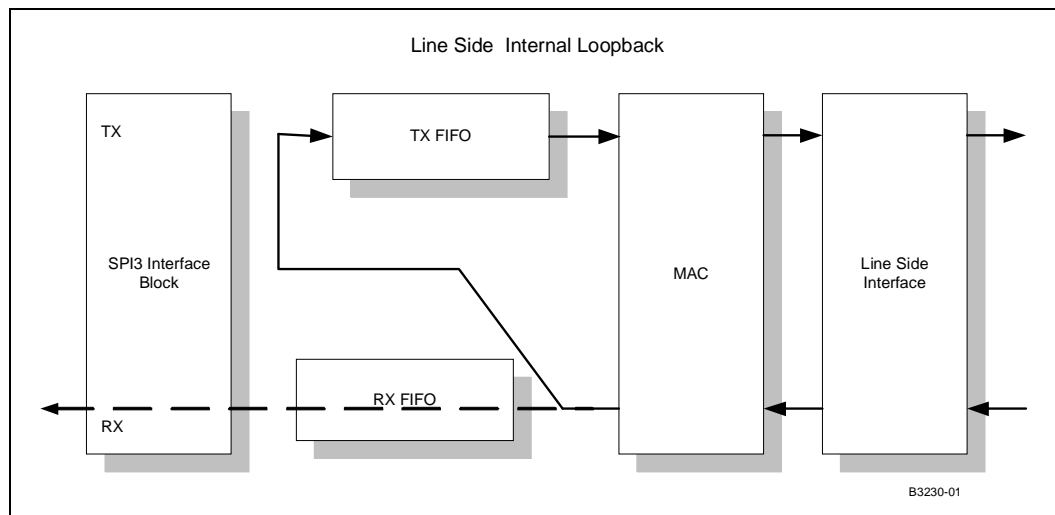 Line Side Internal Loopback
TX
TX FIFO
SPI3 Interface
Block
MAC
Line Side
Interface
RX FIFO
RX
B3230-01